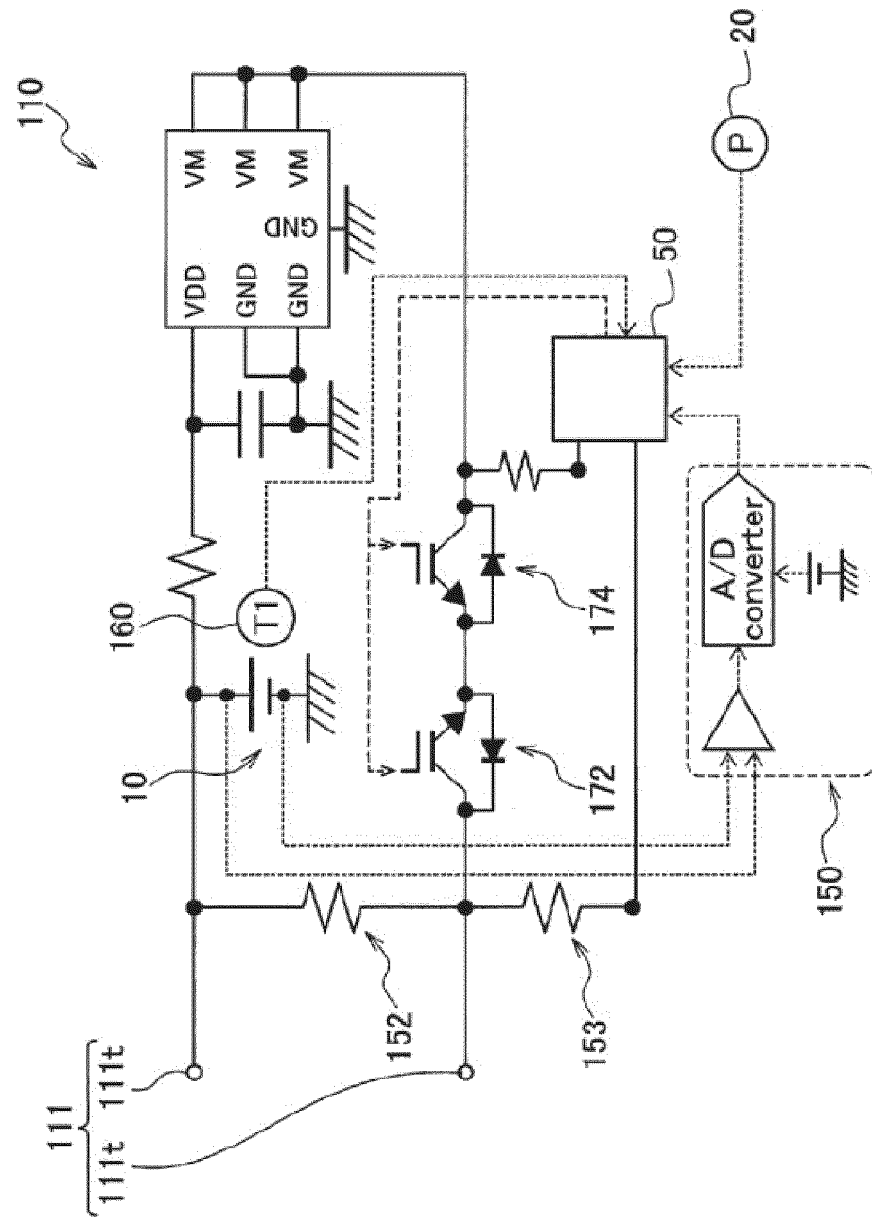 110
111
111t
111t
10
160
VDD
VM
GND
VM
GND
GND
VM
T1
152
153
172
174
50
20
P
A/D
converter
150